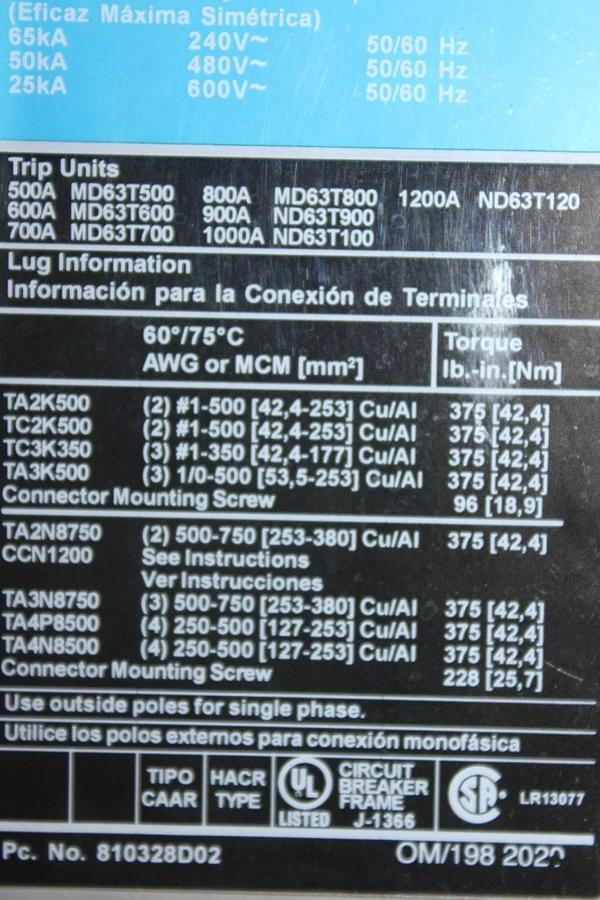 (Eficaz Máxima Simétrica)
65kA 240V~ 50/60 Hz
50kA 480V~ 50/60 Hz
25kA 600V~ 50/60 Hz
Trip Units
500A MD63T500 800A MD63T800 1200A ND63T120
600A MD63T600 900A ND63T900
700A MD63T700 1000A ND63T100
Lug Information
Información para la Conexión de Terminales
60°/75°C Torque
AWG or MCM [mm²] lb.-in.[Nm]
TA2K500 (2) #1-500 [42,4-253] Cu/Al 375 [42,4]
TC2K500 (2) #1-500 [42,4-253] Cu/Al 375 [42,4]
TC3K350 (3) #1-350 [42,4-177] Cu/Al 375 [42,4]
TA3K500 (3) 1/0-500 [53,5-253] Cu/Al 375 [42,4]
Connector Mounting Screw 96 [18,9]
TA2N8750 (2) 500-750 [253-380] Cu/Al 375 [42,4]
CCN1200 See Instructions
Ver Instrucciones
TA3N8750 (3) 500-750 [253-380] Cu/Al 375 [42,4]
TA4P8500 (4) 250-500 [127-253] Cu/Al 375 [42,4]
TA4N8500 (4) 250-500 [127-253] Cu/Al 375 [42,4]
Connector Mounting Screw 228 [25,7]
Use outside poles for single phase.
Utilice los polos externos para conexión monofásica
TIPO CAAR
HACR TYPE
UL LISTED
CIRCUIT
BREAKER
FRAME
J-1366
SA LR13077
Pc. No. 810328D02 OM/198